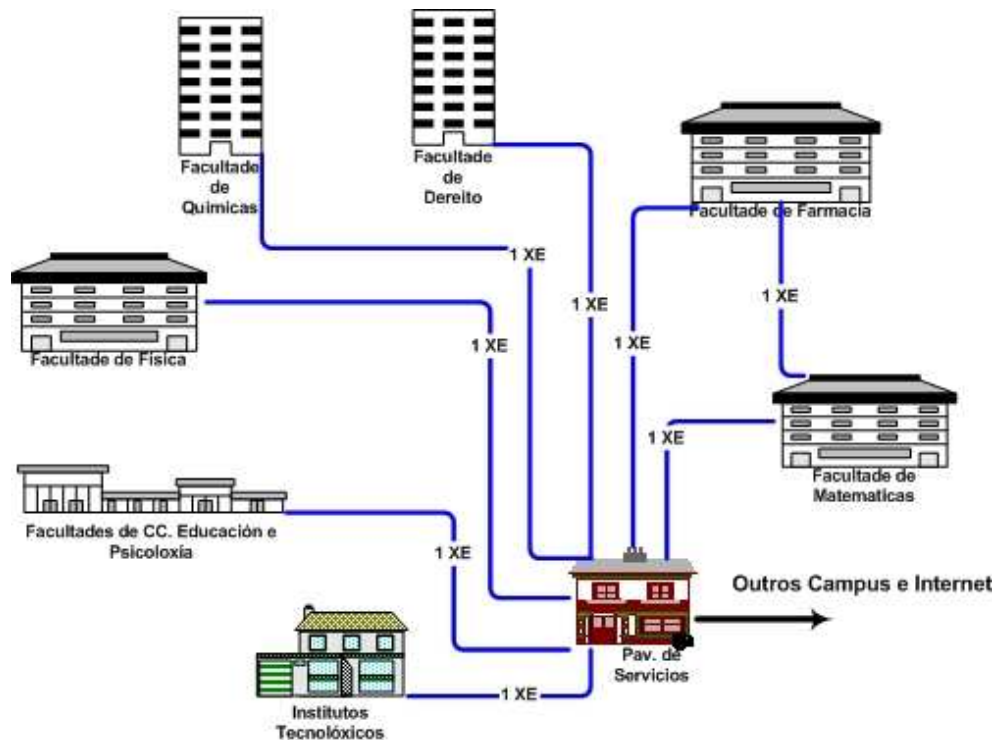 Facultade
de
Quimicas
Facultade
de
Dereito
Facultade de Farmacia
1 XE
1 XE
1 XE
1 XE
1 XE
Facultade de Física
1 XE
Facultade de
Matematicas
Facultades de CC. Educación e
Psicoloxía
1 XE
Outros Campus e Internet
Pav. de
Servicios
1 XE
Institutos
Tecnolóxicos